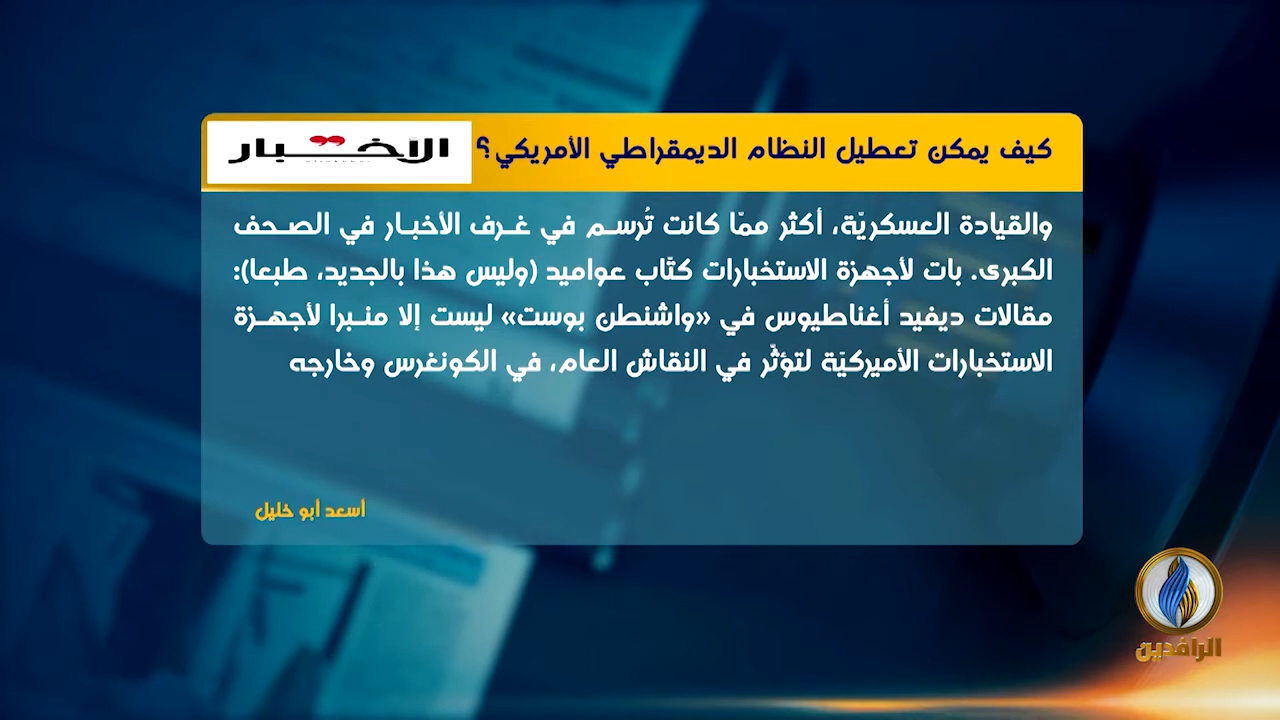 كيف يمكن تعطيل النظام الديمقراطي الأمريكي؟
الأخبار
والقيادة العسكريّة، أكثر ممّا كانت تُرسم في غرف الأخبار في الصحف
الكبرى. بات لأجهزة الاستخبارات كتّاب عواميد (وليس هذا بالجديد، طبعا):
مقالات ديفيد أغناطيوس في «واشنطن بوست» ليست إلا منبرا لأجهزة
الاستخبارات الأميركيّة لتؤثّر في النقاش العام، في الكونغرس وخارجه
أسعد أبو خليل
الرافدين